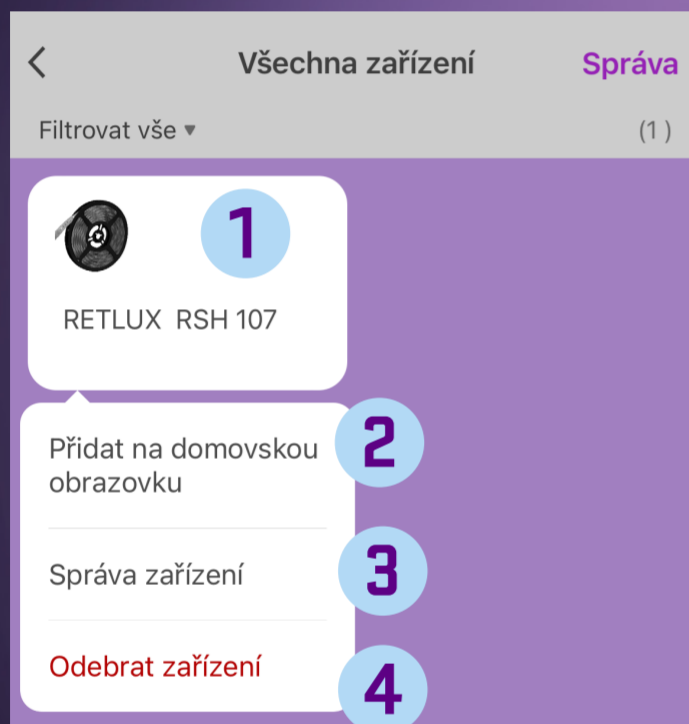 Všechna zařízení
Správa
Filtrovat vše ▾
(1)
1
RETLUX RSH 107
Přidat na domovskou
obrazovku
2
Správa zařízení
3
Odebrat zařízení
4